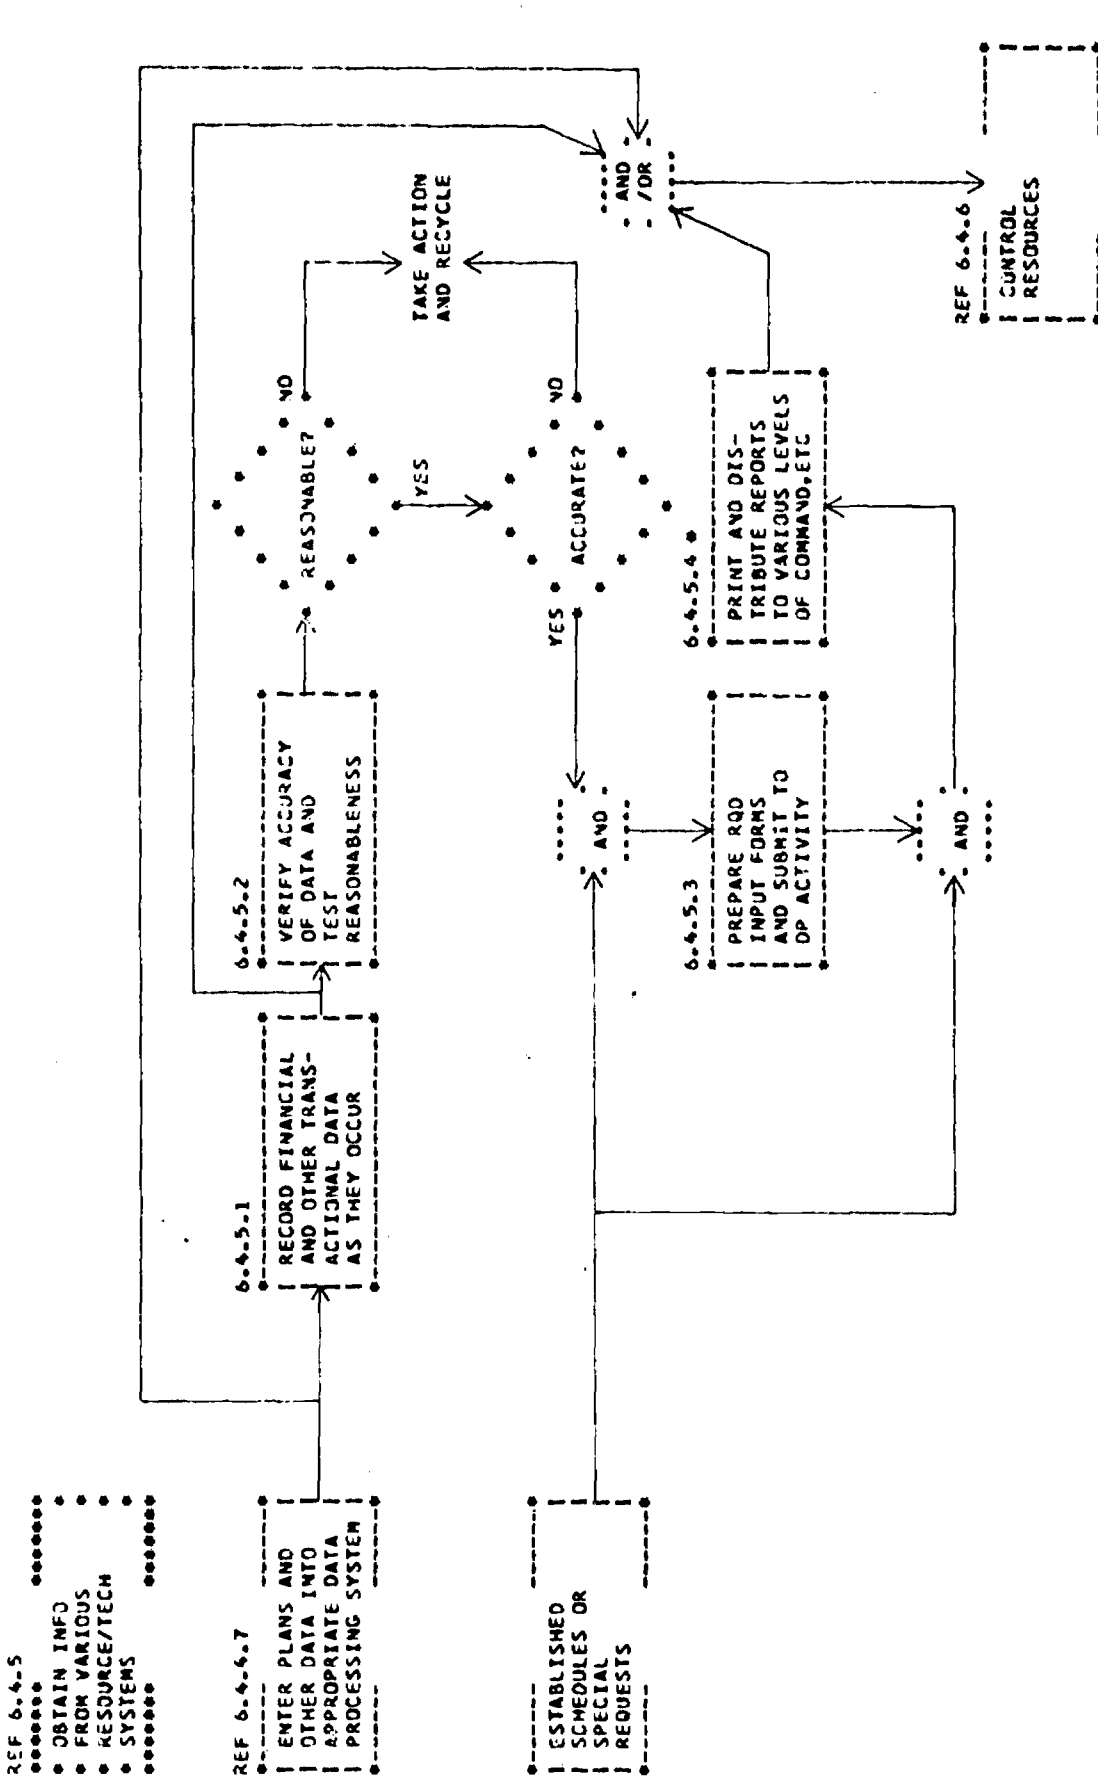 REF 6.4.5
OBTAIN INFO
FROM VARIOUS
RESOURCE/TECH
SYSTEMS
REF 6.4.4.7
ENTER PLANS AND
OTHER DATA INTO
APPROPRIATE DATA
PROCESSING SYSTEM
ESTABLISHED
SCHEDULES OR
SPECIAL
REQUESTS
6.4.5.1
RECORD FINANCIAL
AND OTHER TRANS-
ACTIONAL DATA
AS THEY OCCUR
6.4.5.2
VERIFY ACCURACY
OF DATA AND
TEST
REASONABLENESS
REASONABLE?
NO
YES
TAKE ACTION
AND RECYCLE
ACCURATE?
NO
YES
AND
6.4.5.3
PREPARE RQD
INPUT FORMS
AND SUBMIT TO
DP ACTIVITY
AND
6.4.5.4 *
PRINT AND DIS-
TRIBUTE REPORTS
TO VARIOUS LEVELS
OF COMMAND,ETC
AND
/OR
REF 6.4.6
CONTROL
RESOURCES